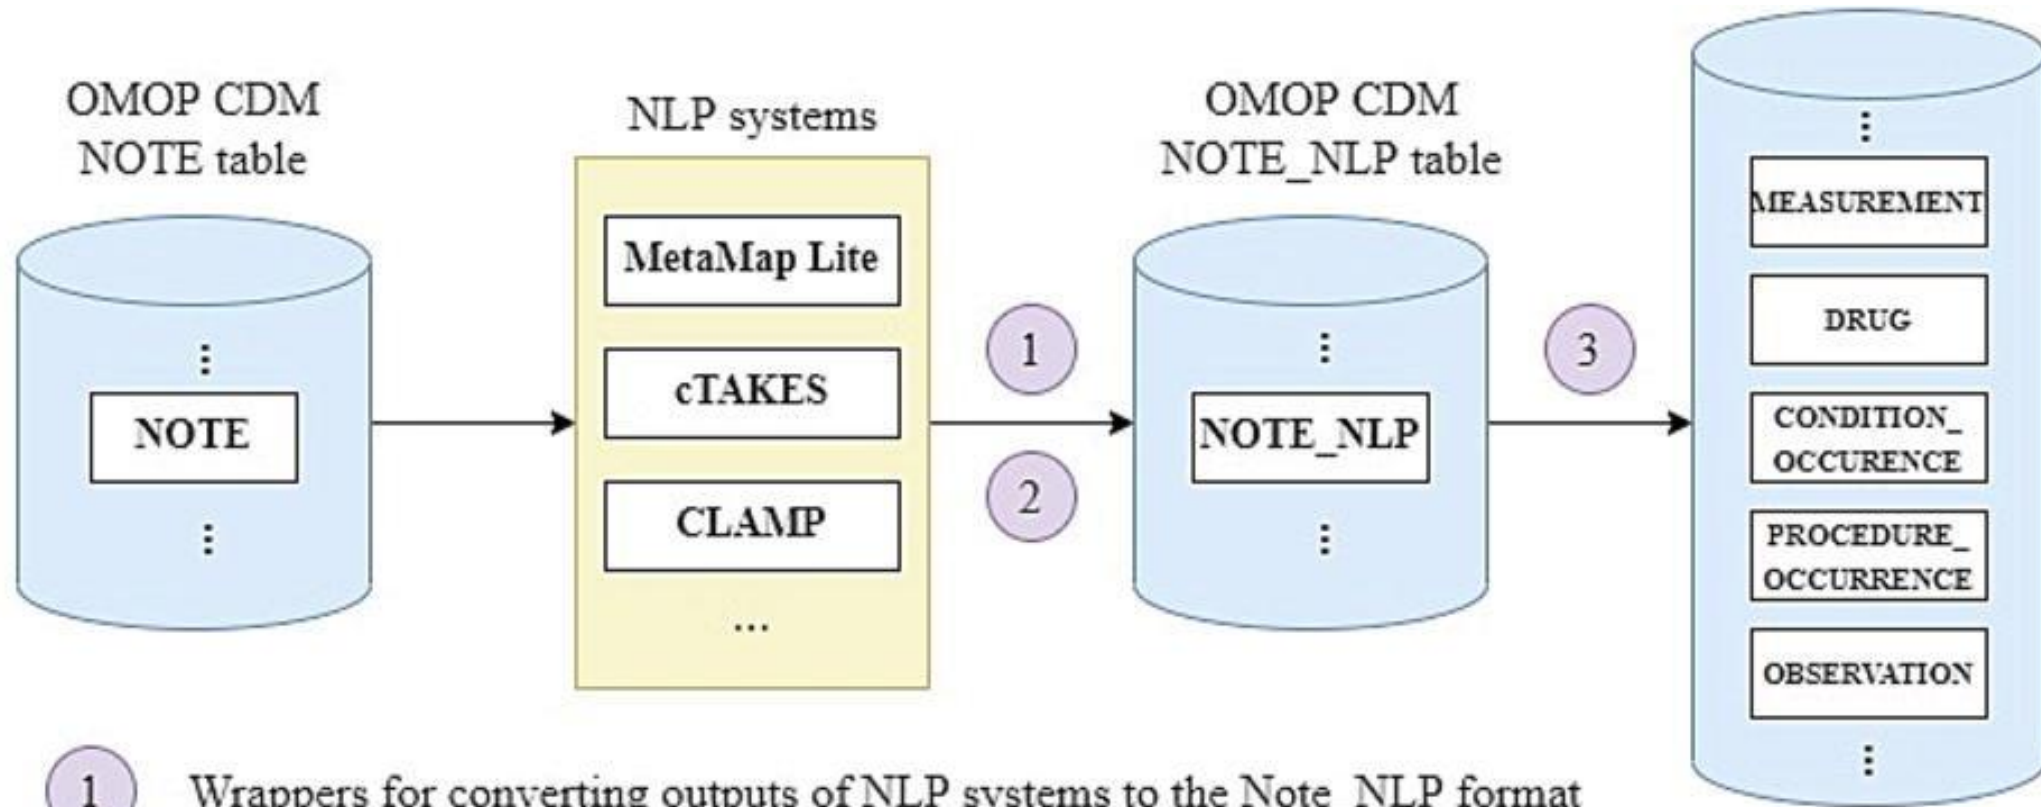 OMOP CDM
NOTE table
NOTE
NLP systems
MetaMap Lite
cTAKES
CLAMP
...
1
2
OMOP CDM
NOTE_NLP table
NOTE_NLP
3
MEASUREMENT
DRUG
CONDITION_
OCCURENCE
PROCEDURE_
OCCURRENCE
OBSERVATION
1 Wrappers for converting outputs of NLP systems to the Note_NLP format